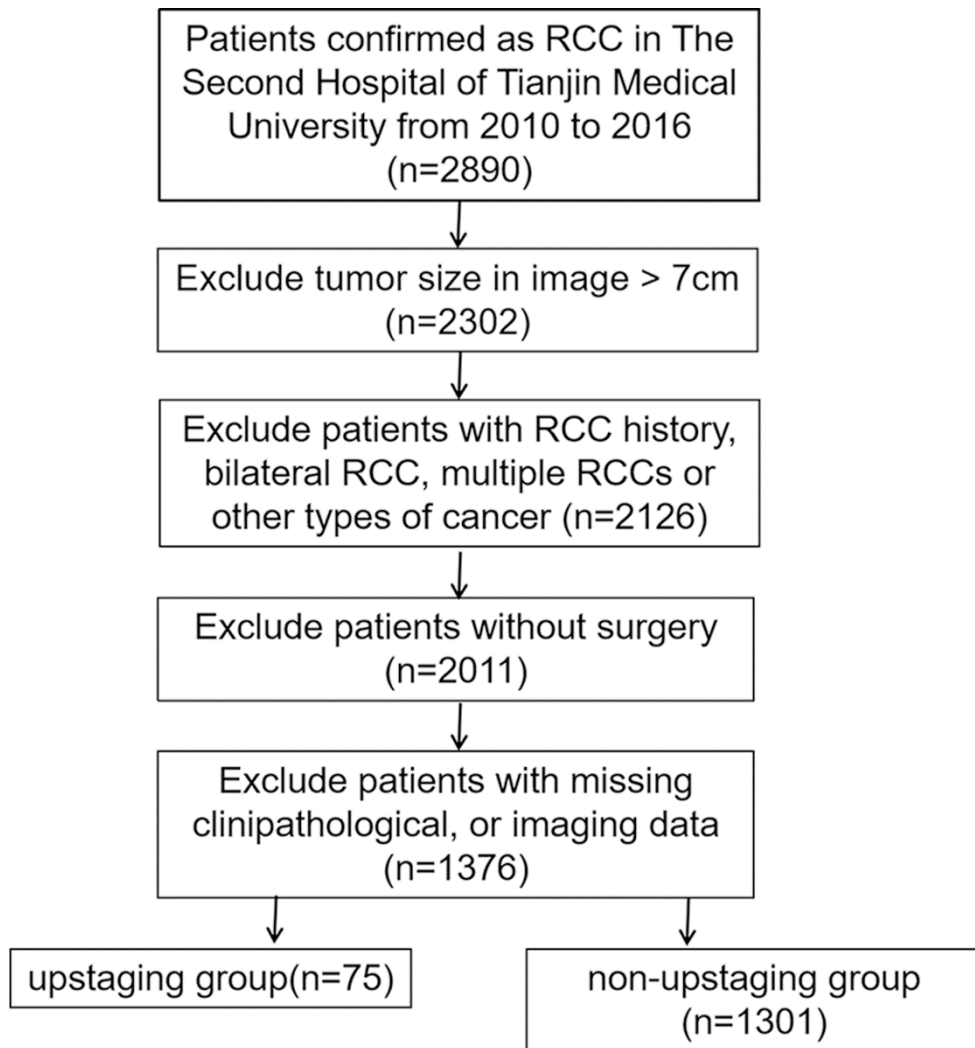 Patients confirmed as RCC in The
Second Hospital of Tianjin Medical
University from 2010 to 2016
(n=2890)
Exclude tumor size in image > 7cm
(n=2302)
Exclude patients with RCC history,
bilateral RCC, multiple RCCs or
other types of cancer (n=2126)
Exclude patients without surgery
(n=2011)
Exclude patients with missing
clinipathological, or imaging data
(n=1376)
upstaging group(n=75)
non-upstaging group
(n=1301)